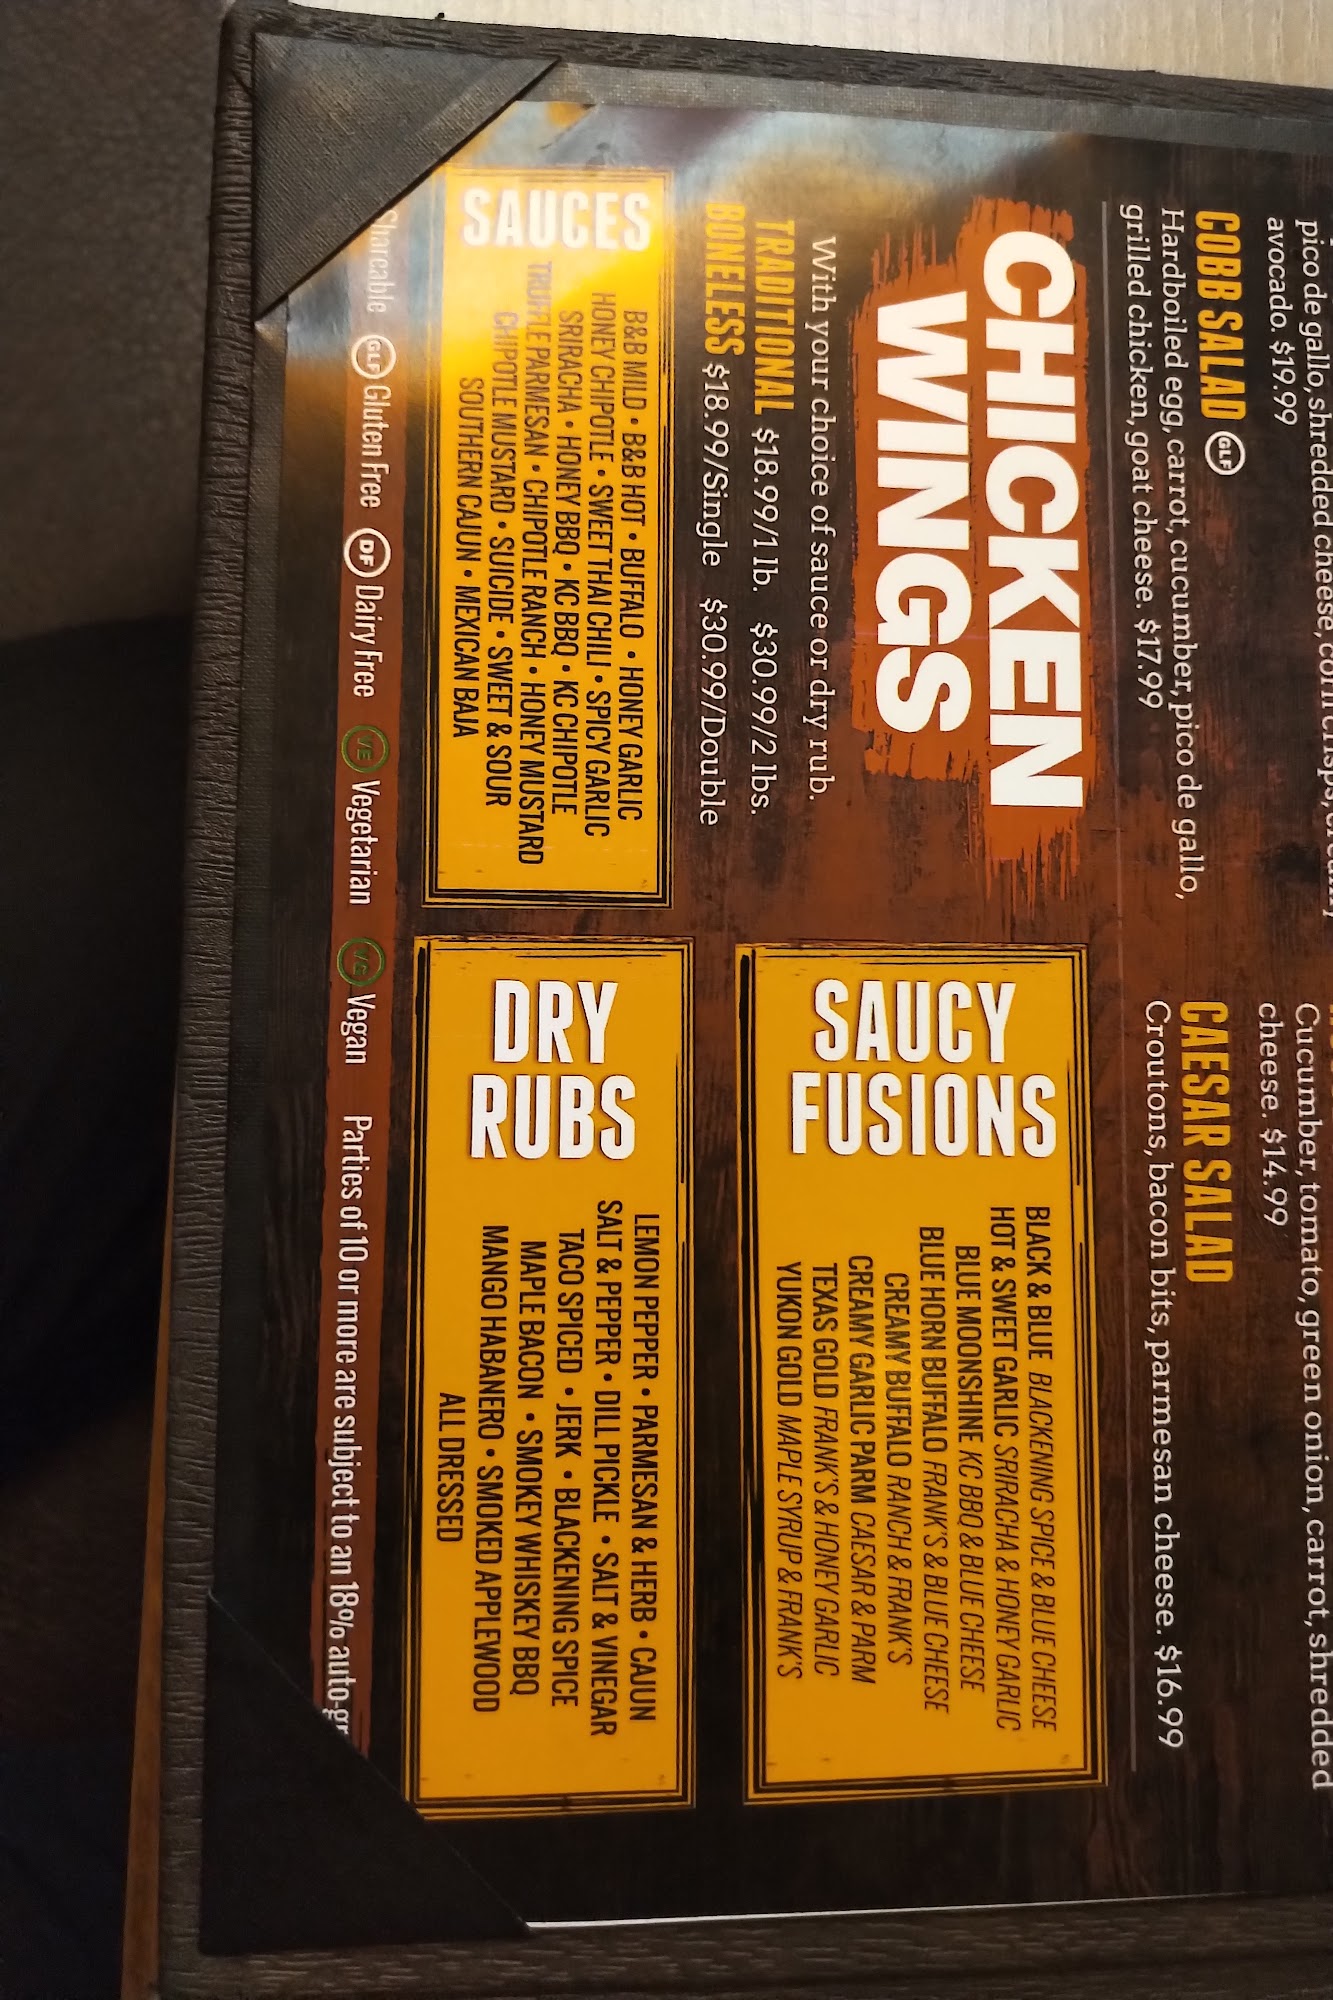 pico de gallo, shredded cheese, corn crisps,
avocado. $19.99
COBB SALAD GLF
Hardboiled egg, carrot, cucumber, pico de gallo,
grilled chicken, goat cheese. $17.99
Cucumber, tomato, green onion, carrot, shredded
cheese. $14.99
CAESAR SALAD
Croutons, bacon bits, parmesan cheese. $16.99
CHICKEN
WINGS
With your choice of sauce or dry rub.
TRADITIONAL $18.99/1 lb. $30.99/2 lbs.
BONELESS $18.99/Single $30.99/Double
SAUCES
B&B MILD • B&B HOT • BUFFALO • HONEY GARLIC
HONEY CHIPOTLE • SWEET THAI CHILI • SPICY GARLIC
SRIRACHA • HONEY BBQ • KC BBQ • KC CHIPOTLE
TRUFFLE PARMESAN • CHIPOTLE RANCH • HONEY MUSTARD
CHIPOTLE MUSTARD • SUICIDE • SWEET & SOUR
SOUTHERN CAJUN • MEXICAN BAJA
SAUCY
FUSIONS
BLACK & BLUE BLACKENING SPICE & BLUE CHEESE
HOT & SWEET GARLIC SRIRACHA & HONEY GARLIC
BLUE MOONSHINE KC BBQ & BLUE CHEESE
BLUE HORN BUFFALO FRANK'S & BLUE CHEESE
CREAMY BUFFALO RANCH & FRANK'S
CREAMY GARLIC PARM CAESAR & PARM
TEXAS GOLD FRANK'S & HONEY GARLIC
YUKON GOLD MAPLE SYRUP & FRANK'S
DRY
RUBS
LEMON PEPPER • PARMESAN & HERB • CAJUN
SALT & PEPPER • DILL PICKLE • SALT & VINEGAR
TACO SPICED • JERK • BLACKENING SPICE
MAPLE BACON • SMOKEY WHISKEY BBQ
MANGO HABANERO • SMOKED APPLEWOOD
ALL DRESSED
Shareable GLF Gluten Free DF Dairy Free VE Vegetarian VG Vegan Parties of 10 or more are subject to an 18% auto-gr